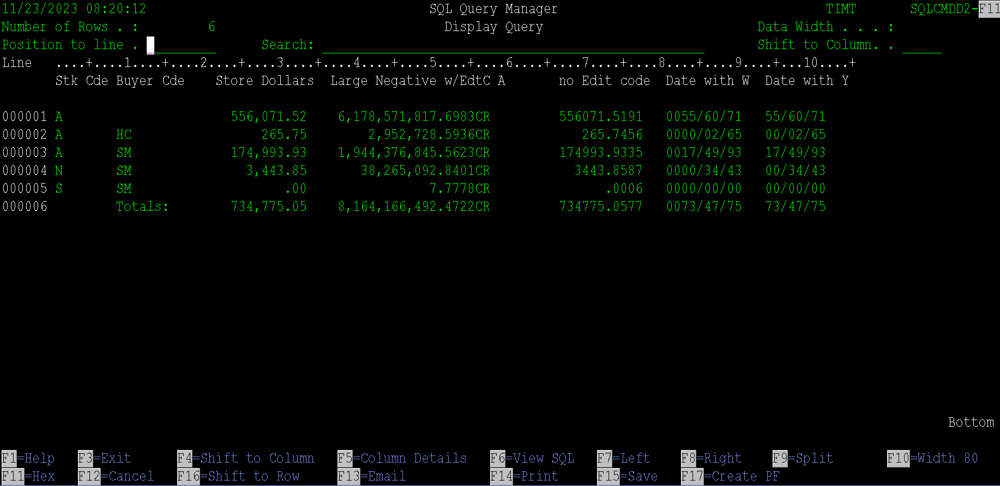 11/23/2023 08:20:12 SQL Query Manager TIMT SQLCMDD2-F11
Number of Rows . : 6 Display Query Data Width . . . :
Position to line . _________ Search: __________________________________________________ Shift to Column. . _____
Line ....+....1....+....2....+....3....+....4....+....5....+....6....+....7....+....8....+....9....+...10....+
Stk Cde Buyer Cde Store Dollars Large Negative w/EdtC A no Edit code Date with W Date with Y
000001 A 556,071.52 6,178,571,817.6983CR 556071.5191 0055/60/71 55/60/71
000002 A HC 265.75 2,952,728.5936CR 265.7456 0000/02/65 00/02/65
000003 A SM 174,993.93 1,944,376,845.5623CR 174993.9335 0017/49/93 17/49/93
000004 N SM 3,443.85 38,265,092.8401CR 3443.8587 0000/34/43 00/34/43
000005 S SM .00 7.7778CR .0006 0000/00/00 00/00/00
000006 Totals: 734,775.05 8,164,166,492.4722CR 734775.0577 0073/47/75 73/47/75
Bottom
F1=Help F3=Exit F4=Shift to Column F5=Column Details F6=View SQL F7=Left F8=Right F9=Split F10=Width 80
F11=Hex F12=Cancel F16=Shift to Row F13=Email F14=Print F15=Save F17=Create PF